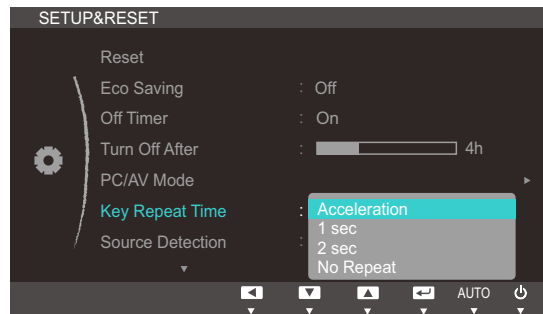 SETUP&RESET
Reset
Eco Saving : Off
Off Timer : On
Turn Off After : 4h
PC/AV Mode
Key Repeat Time : Acceleration
1 sec
Source Detection :
2 sec
No Repeat
AUTO